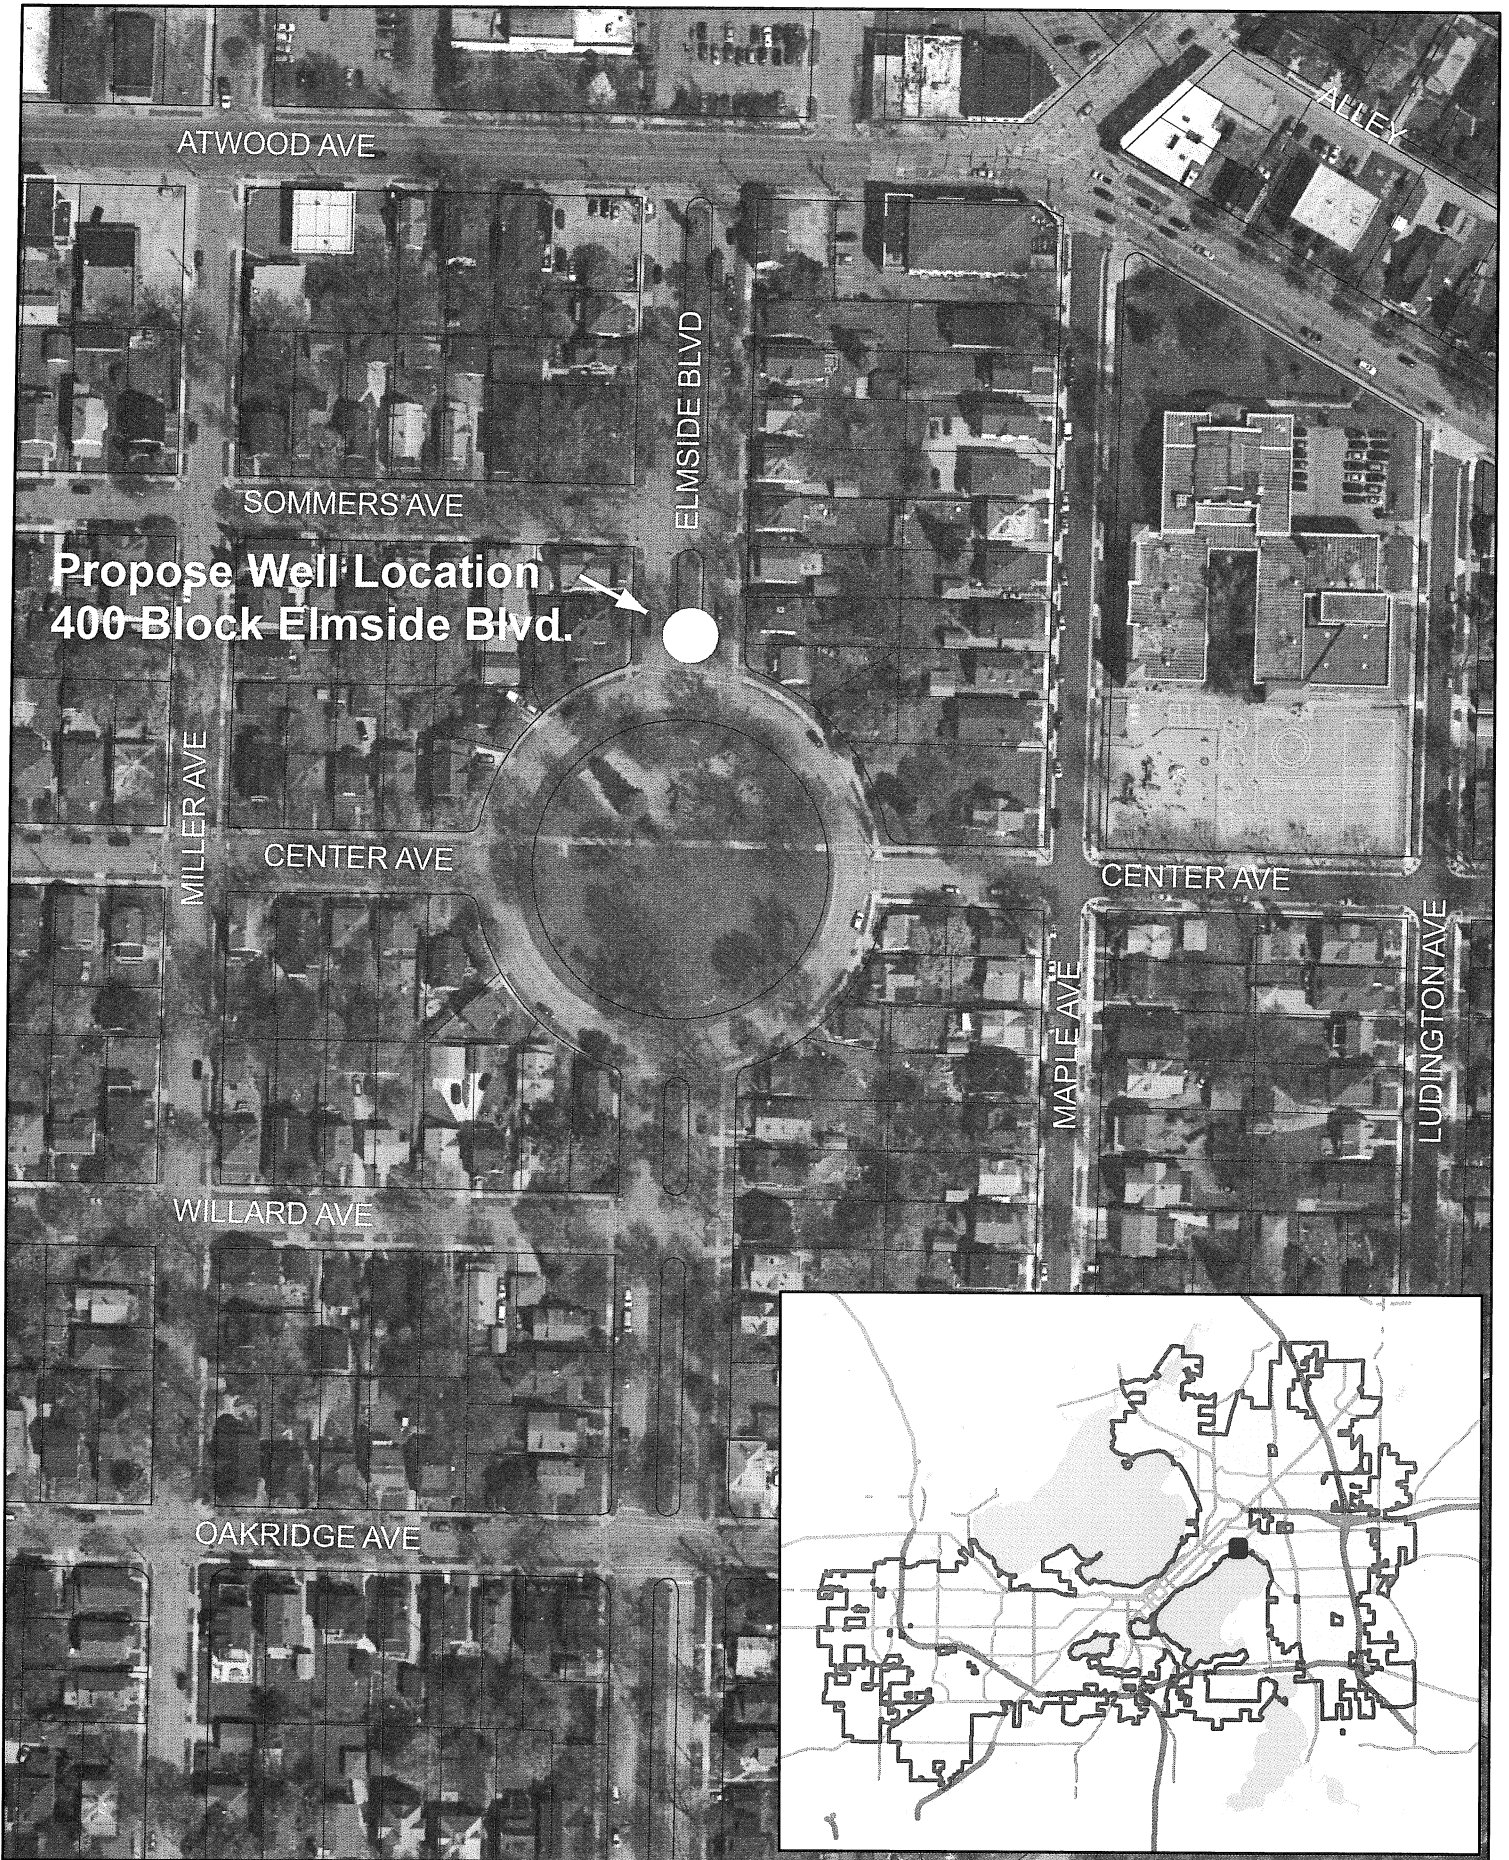 ALLEY
ATWOOD AVE
ELMSIDE BLVD
SOMMERS AVE
Propose Well Location
400 Block Elmside Blvd.
MILLER AVE
CENTER AVE
CENTER AVE
MAPLE AVE
LUDINGTON AVE
WILLARD AVE
OAKRIDGE AVE